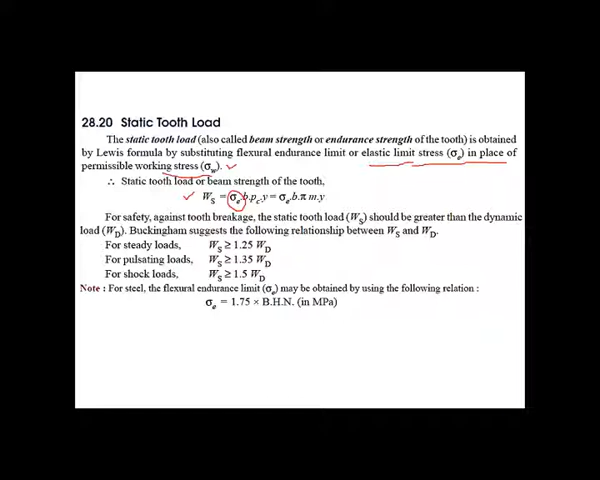 28.20 Static Tooth Load
The static tooth load (also called beam strength or endurance strength of the tooth) is obtained
by Lewis formula by substituting flexural endurance limit or elastic limit stress (σe) in place of
permissible working stress (σw).
∴ Static tooth load or beam strength of the tooth,
WS = σe.b.pc.y = σe.b.π m.y
For safety, against tooth breakage, the static tooth load (WS) should be greater than the dynamic
load (WD). Buckingham suggests the following relationship between WS and WD.
For steady loads, WS ≥ 1.25 WD
For pulsating loads, WS ≥ 1.35 WD
For shock loads, WS ≥ 1.5 WD
Note : For steel, the flexural endurance limit (σe) may be obtained by using the following relation :
σe = 1.75 × B.H.N. (in MPa)